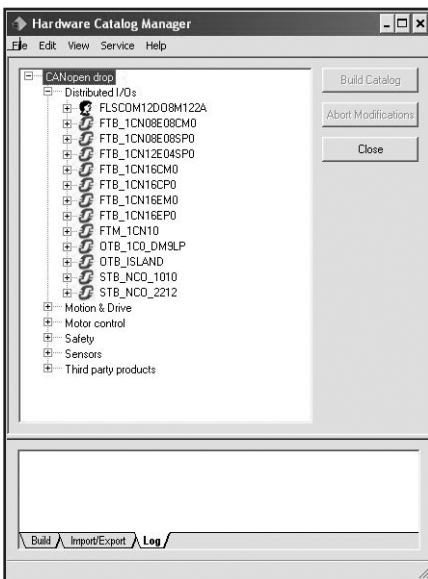 Hardware Catalog Manager
File Edit View Service Help
CANopen drop
Distributed I/Os
FLSCOM12DO8M122A
FTB_1CN08E08CM0
FTB_1CN08E08SP0
FTB_1CN12E04SP0
FTB_1CN16CM0
FTB_1CN16CP0
FTB_1CN16EM0
FTB_1CN16EP0
FTM_1CN10
OTB_1C0_DM9LP
OTB_ISLAND
STB_NCO_1010
STB_NCO_2212
Motion & Drive
Motor control
Safety
Sensors
Third party products
Build Catalog
Abort Modifications
Close
Build Import/Export Log